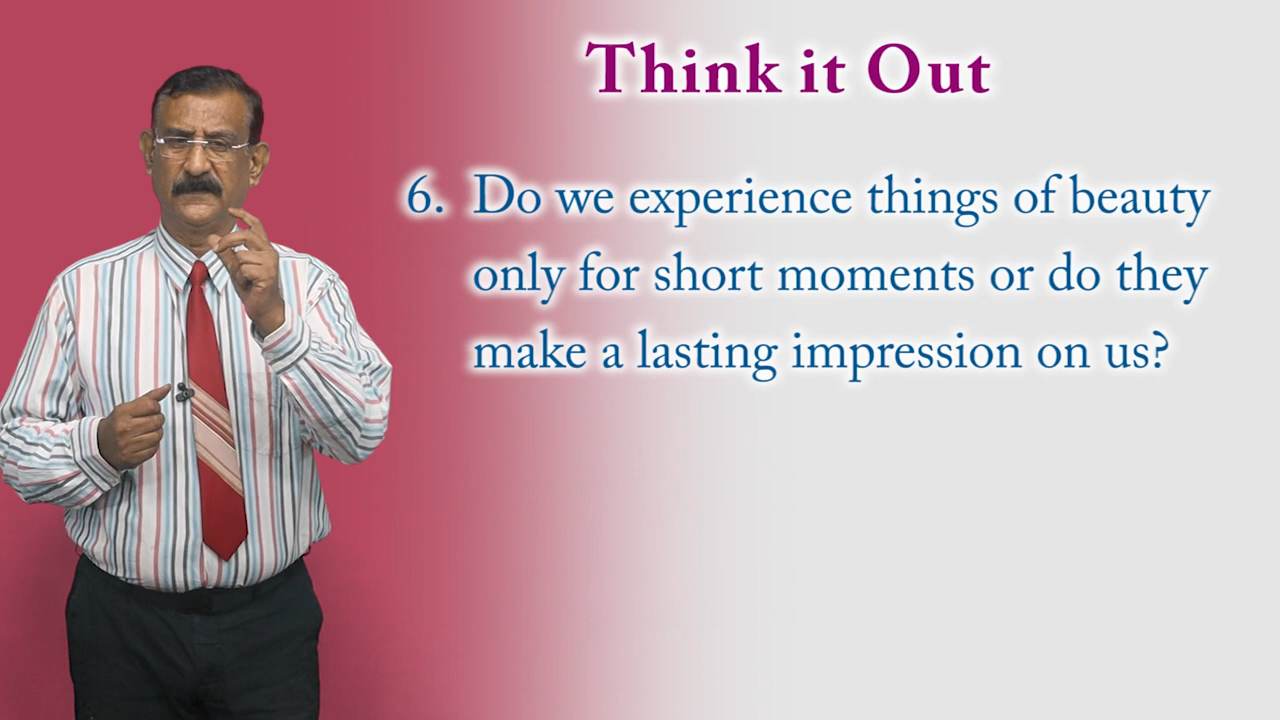 Think it Out
6. Do we experience things of beauty
only for short moments or do they
make a lasting impression on us?